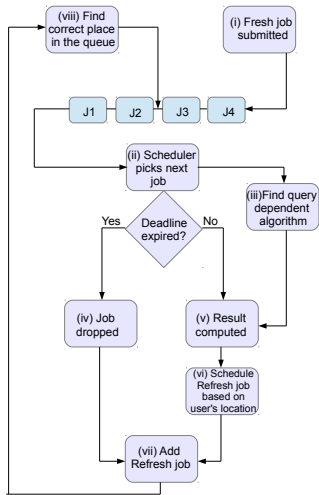 (viii) Find
correct place
in the queue
(i) Fresh job
submitted
J1
J2
J3
J4
(ii) Scheduler
picks next
job
(iii)Find query
dependent
algorithm
Yes
Deadline
expired?
No
(iv) Job
dropped
(v) Result
computed
(vi) Schedule
Refresh job
based on
user's location
(vii) Add
Refresh job